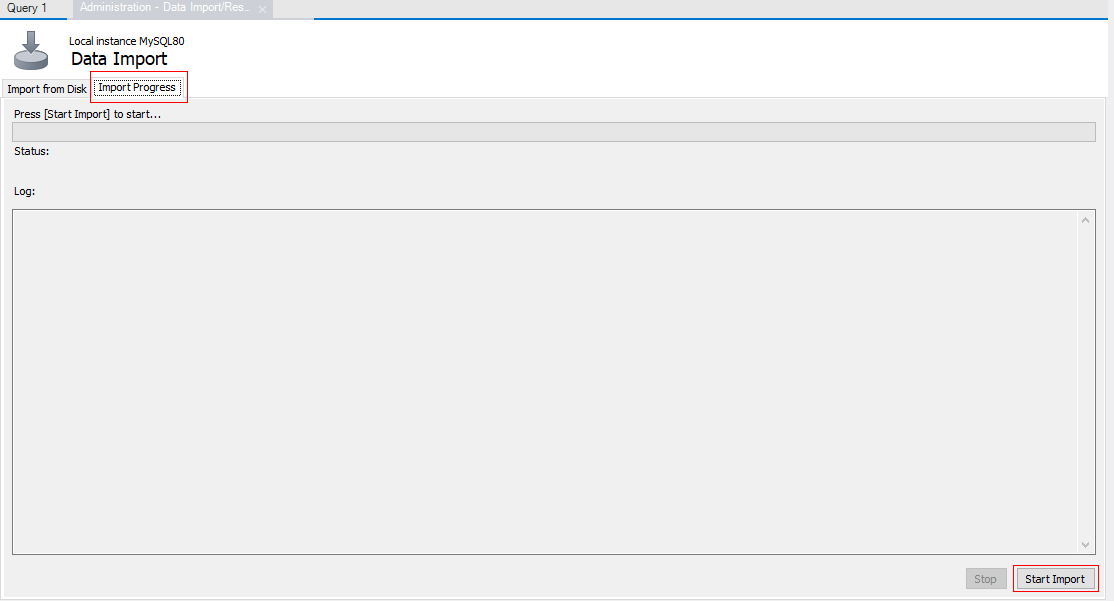 Query 1
Administration - Data Import/Res...
Local instance MySQL80
Data Import
Import from Disk
Import Progress
Press [Start Import] to start...
Status:
Log:
Stop
Start Import